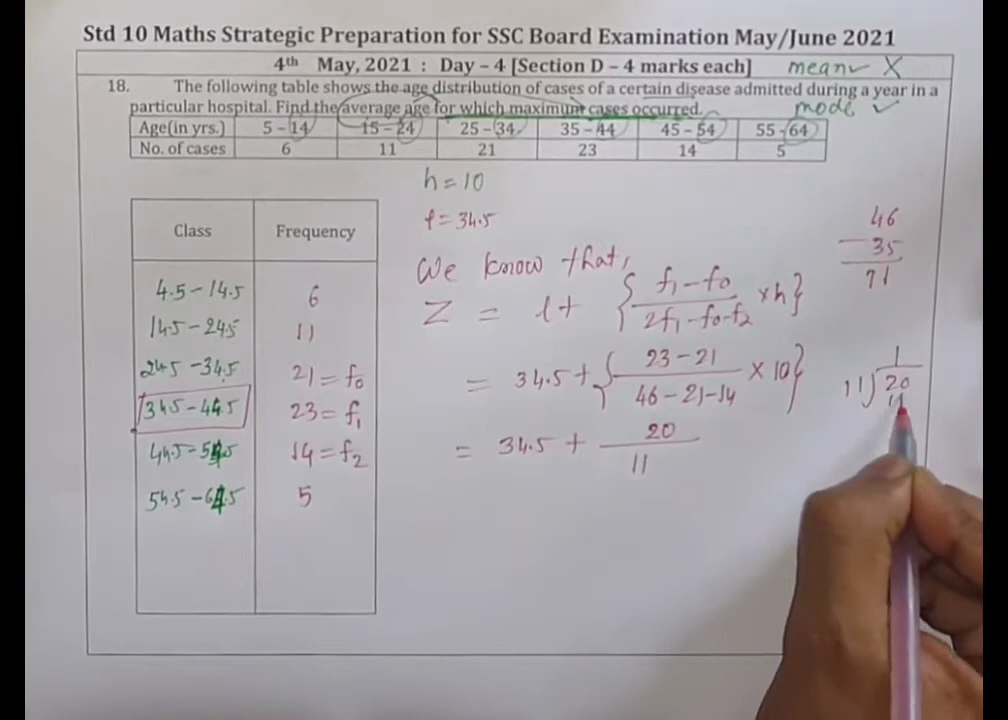 Std 10 Maths Strategic Preparation for SSC Board Examination May/June 2021
4th May, 2021 : Day – 4 [Section D – 4 marks each] mean X
18. The following table shows the age distribution of cases of a certain disease admitted during a year in a
particular hospital. Find the average age for which maximum cases occurred. mode ✓
Age(in yrs.) 5 – 14 15 – 24 25 – 34 35 – 44 45 – 54 55 – 64
No. of cases 6 11 21 23 14 5
h = 10
l = 34.5
We know that,
Z = l + { f1 – f0 / 2f1 – f0 – f2 × h }
= 34.5 + { 23 – 21 / 46 – 21 – 14 × 10 }
= 34.5 + 20 / 11
Class Frequency
4.5 – 14.5 6
14.5 – 24.5 11
24.5 – 34.5 21 = f0
34.5 – 44.5 23 = f1
44.5 – 54.5 14 = f2
54.5 – 64.5 5
46
– 35
11
1
11) 20
11